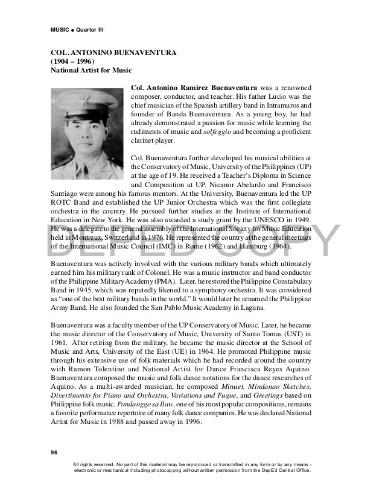 MUSIC ● Quarter III
COL. ANTONINO BUENAVENTURA
(1904 – 1996)
National Artist for Music
Col. Antonino Ramirez Buenaventura was a renowned
composer, conductor, and teacher. His father Lucio was the
chief musician of the Spanish artillery band in Intramuros and
founder of Bonda Buenaventura. As a young boy, he had
already demonstrated a passion for music while learning the
rudiments of music and solfeggio and becoming a proficient
clarinet player.
Col. Buenaventura further developed his musical abilities at
the Conservatory of Music, University of the Philippines (UP)
at the age of 19. He received a Teacher's Diploma in Science
and Composition at UP. Nicanor Abelardo and Francisco
Santiago were among his famous mentors. At the University, Buenaventura led the UP
ROTC Band and established the UP Junior Orchestra which was the first collegiate
orchestra in the country. He pursued further studies at the Institute of International
Education in New York. He was also awarded a study grant by the UNESCO in 1949.
He was a delegate to the general assembly of the International Society for Music Education
held in Montreux, Switzerland in 1976. He represented the country at the general meetings
of the International Music Council (IMC) in Rome (1962) and Hamburg (1964).
DEPED COPY
Buenaventura was actively involved with the various military bands which ultimately
earned him his military rank of Colonel. He was a music instructor and band conductor
of the Philippine Military Academy (PMA). Later, he restored the Philippine Constabulary
Band in 1945, which was reputedly likened to a symphony orchestra. It was considered
as "one of the best military bands in the world." It would later be renamed the Philippine
Army Band. He also founded the San Pablo Music Academy in Laguna.
Buenaventura was a faculty member of the UP Conservatory of Music. Later, he became
the music director of the Conservatory of Music, University of Santo Tomas (UST) in
1961. After retiring from the military, he became the music director at the School of
Music and Arts, University of the East (UE) in 1964. He promoted Philippine music
through his extensive use of folk materials which he had recorded around the country
with Ramon Tolentino and National Artist for Dance Francisca Reyes Aquino.
Buenaventura composed the music and folk dance notations for the dance researches of
Aquino. As a multi-awarded musician, he composed Minuet, Mindanao Sketches,
Divertimento for Piano and Orchestra, Variations and Fugue, and Greetings based on
Philippine folk music. Pandanggo sa Ilaw, one of his most popular compositions, remains
a favorite performance repertoire of many folk dance companies. He was declared National
Artist for Music in 1988 and passed away in 1996.
96
All rights reserved. No part of this material may be reproduced or transmitted in any form or by any means -
electronic or mechanical including photocopying without written permission from the DepEd Central Office.